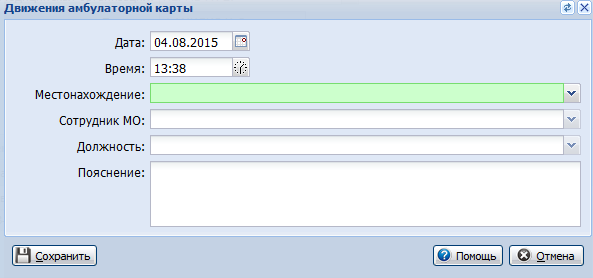 Движения амбулаторной карты
Дата: 04.08.2015
Время: 13:38
Местонахождение:
Сотрудник МО:
Должность:
Пояснение:
Сохранить Помощь Отмена